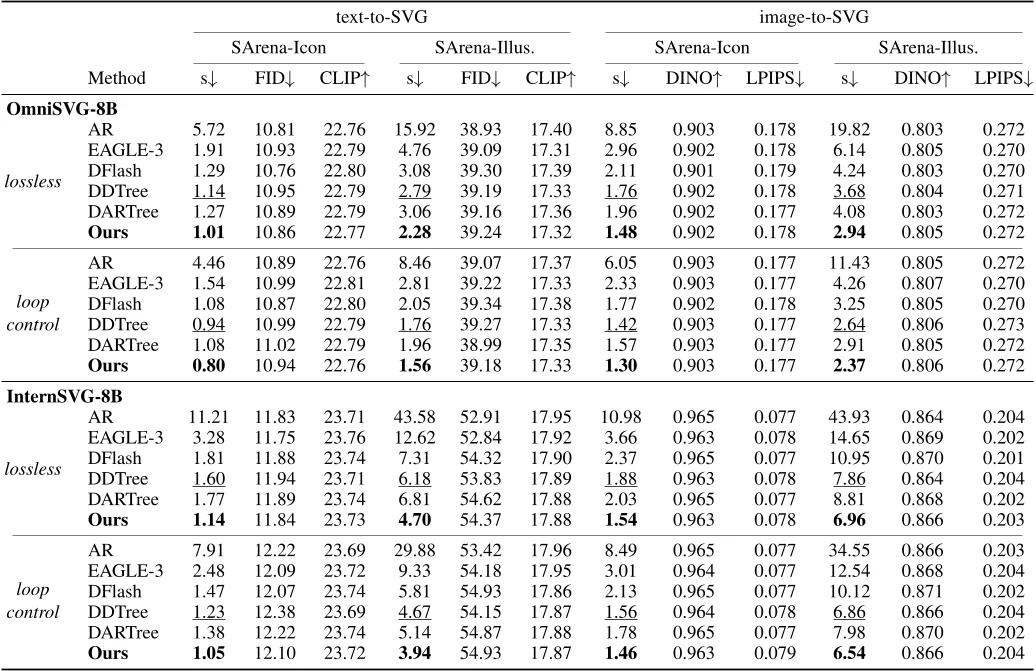 text-to-SVG image-to-SVG
SArena-Icon SArena-Illus. SArena-Icon SArena-Illus.
Method s↓ FID↓ CLIP↑ s↓ FID↓ CLIP↑ s↓ DINO↑ LPIPS↓ s↓ DINO↑ LPIPS↓
OmniSVG-8B
lossless
AR 5.72 10.81 22.76 15.92 38.93 17.40 8.85 0.903 0.178 19.82 0.803 0.272
EAGLE-3 1.91 10.93 22.79 4.76 39.09 17.31 2.96 0.902 0.178 6.14 0.805 0.270
DFlash 1.29 10.76 22.80 3.08 39.30 17.39 2.11 0.901 0.179 4.24 0.803 0.270
DDTree 1.14 10.95 22.79 2.79 39.19 17.33 1.76 0.902 0.178 3.68 0.804 0.271
DARTree 1.27 10.89 22.79 3.06 39.16 17.36 1.96 0.902 0.177 4.08 0.803 0.272
Ours 1.01 10.86 22.77 2.28 39.24 17.32 1.48 0.902 0.178 2.94 0.805 0.272
loop
control
AR 4.46 10.89 22.76 8.46 39.07 17.37 6.05 0.903 0.177 11.43 0.805 0.272
EAGLE-3 1.54 10.99 22.81 2.81 39.22 17.33 2.33 0.903 0.177 4.26 0.807 0.270
DFlash 1.08 10.87 22.80 2.05 39.34 17.38 1.77 0.902 0.178 3.25 0.805 0.270
DDTree 0.94 10.99 22.79 1.76 39.27 17.33 1.42 0.903 0.177 2.64 0.806 0.273
DARTree 1.08 11.02 22.79 1.96 38.99 17.35 1.57 0.903 0.177 2.91 0.805 0.272
Ours 0.80 10.94 22.76 1.56 39.18 17.33 1.30 0.903 0.177 2.37 0.806 0.272
InternSVG-8B
lossless
AR 11.21 11.83 23.71 43.58 52.91 17.95 10.98 0.965 0.077 43.93 0.864 0.204
EAGLE-3 3.28 11.75 23.76 12.62 52.84 17.92 3.66 0.965 0.078 14.65 0.869 0.202
DFlash 1.81 11.88 23.74 7.31 54.32 17.90 2.37 0.965 0.077 10.95 0.870 0.201
DDTree 1.60 11.94 23.71 6.18 53.83 17.89 1.88 0.963 0.078 7.86 0.864 0.204
DARTree 1.77 11.89 23.74 6.81 54.62 17.88 2.03 0.965 0.077 8.81 0.868 0.202
Ours 1.14 11.84 23.73 4.70 54.37 17.88 1.54 0.963 0.078 6.96 0.866 0.203
loop
control
AR 7.91 12.22 23.69 29.88 53.42 17.96 8.49 0.965 0.077 34.55 0.866 0.203
EAGLE-3 2.48 12.09 23.72 9.33 54.18 17.95 3.01 0.964 0.077 12.54 0.868 0.204
DFlash 1.47 12.07 23.74 5.81 54.93 17.86 2.13 0.965 0.077 10.12 0.871 0.202
DDTree 1.23 12.38 23.69 4.67 54.15 17.87 1.56 0.964 0.078 6.86 0.866 0.204
DARTree 1.38 12.22 23.74 5.14 54.87 17.88 1.78 0.965 0.077 7.98 0.870 0.202
Ours 1.05 12.10 23.72 3.94 54.93 17.87 1.46 0.963 0.079 6.54 0.866 0.204